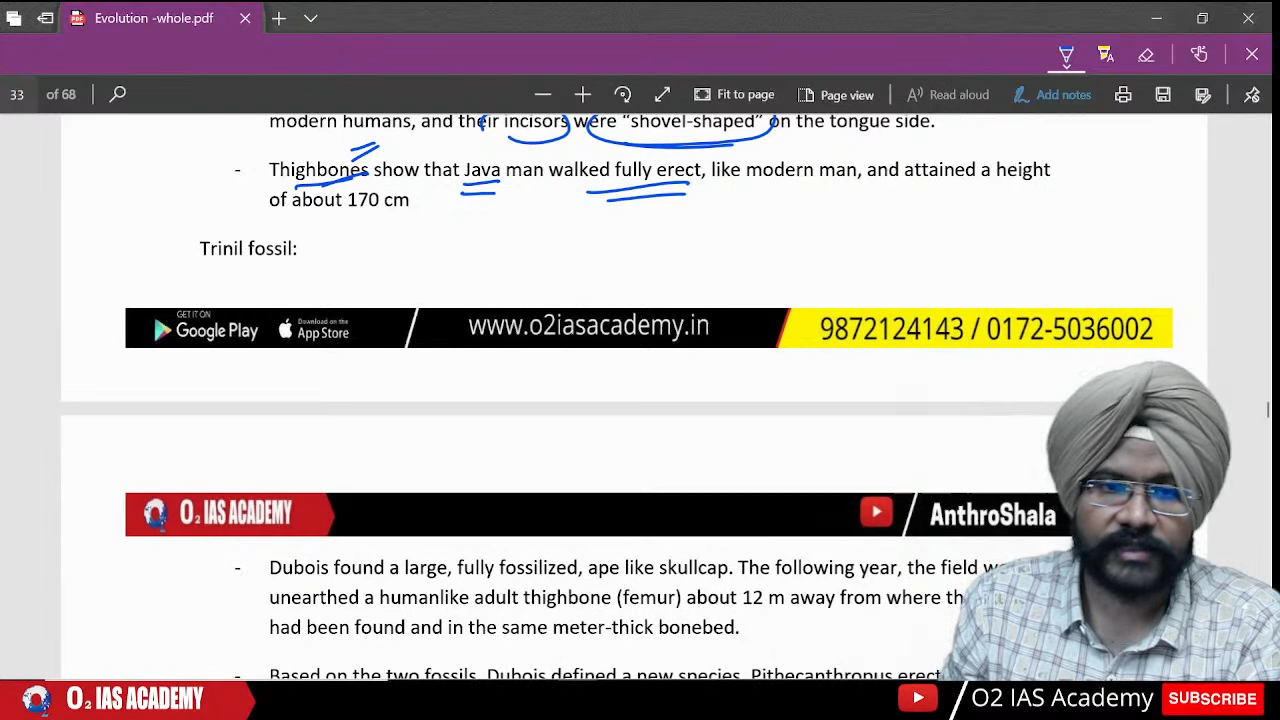 Evolution -whole.pdf
33 of 68
Fit to page
Page view
Read aloud
Add notes
modern humans, and their incisors were “shovel-shaped” on the tongue side.
- Thighbones show that Java man walked fully erect, like modern man, and attained a height
of about 170 cm
Trinil fossil:
GET IT ON
Google Play
Download on the
App Store
www.o2iasacademy.in
9872124143 / 0172-5036002
O2 IAS ACADEMY
AnthroShala
- Dubois found a large, fully fossilized, ape like skullcap. The following year, the field
unearthed a humanlike adult thighbone (femur) about 12 m away from where
had been found and in the same meter-thick bonebed.
- Based on the two fossils, Dubois defined a new species, Pithecanthropus
O2 IAS ACADEMY
O2 IAS Academy
SUBSCRIBE